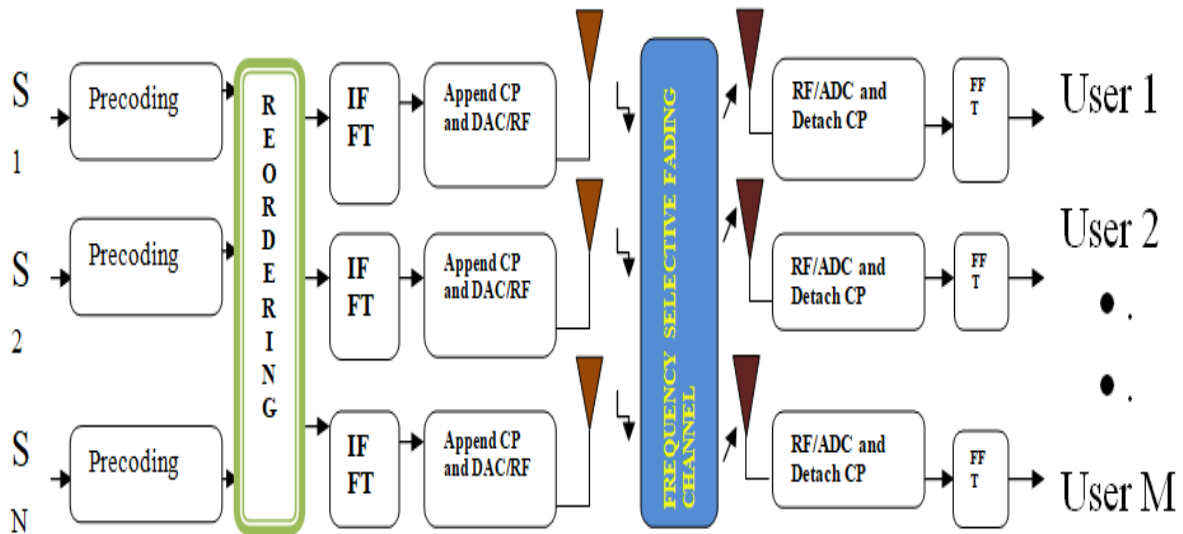 S
1
Precoding
REORDERING
IF
FT
Append CP
and DAC/RF
FREQUENCY SELECTIVE FADING
CHANNEL
RF/ADC and
Detach CP
FF
T
User 1
S
2
Precoding
IF
FT
Append CP
and DAC/RF
RF/ADC and
Detach CP
FF
T
User 2
• .
• .
S
N
Precoding
IF
FT
Append CP
and DAC/RF
RF/ADC and
Detach CP
FF
T
User M